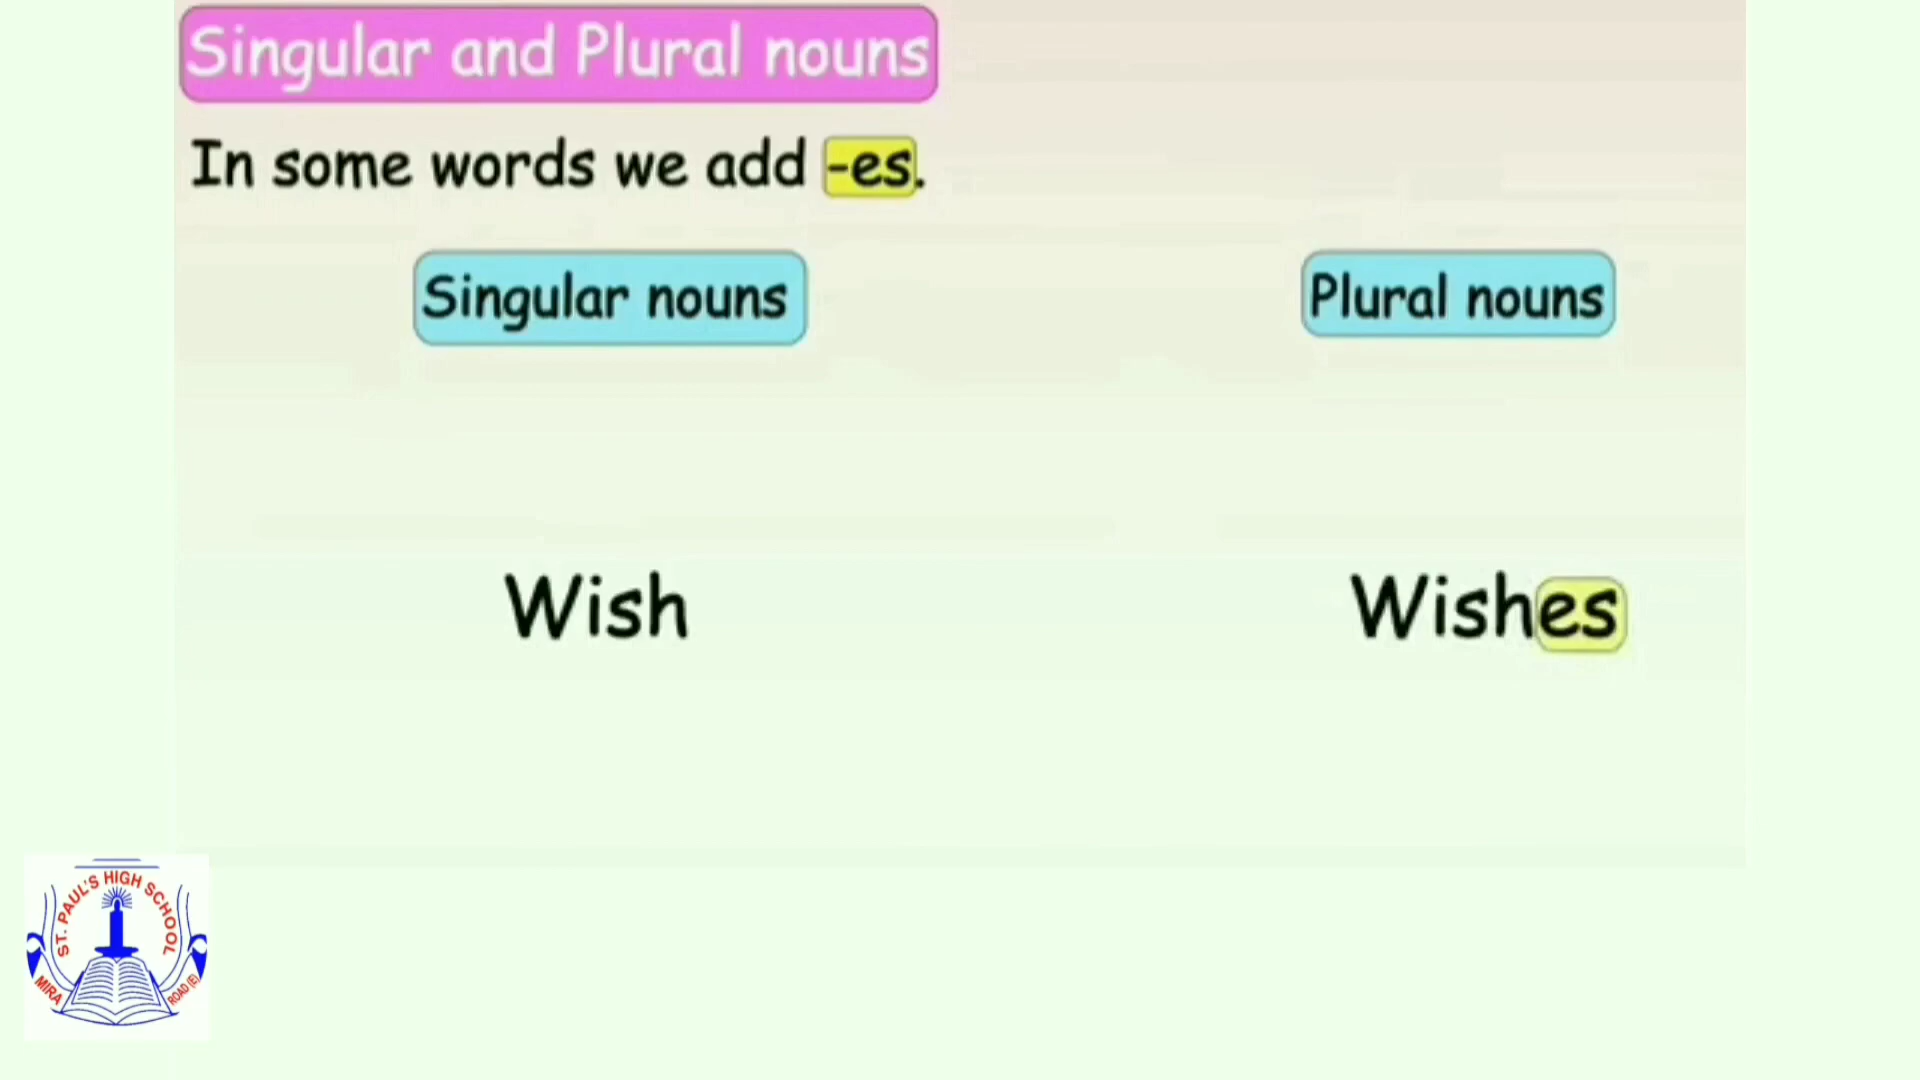 Singular and Plural nouns
In some words we add -es.
Singular nouns
Plural nouns
Wish
Wishes
ST. PAUL'S HIGH SCHOOL
MIRA ROAD (E)